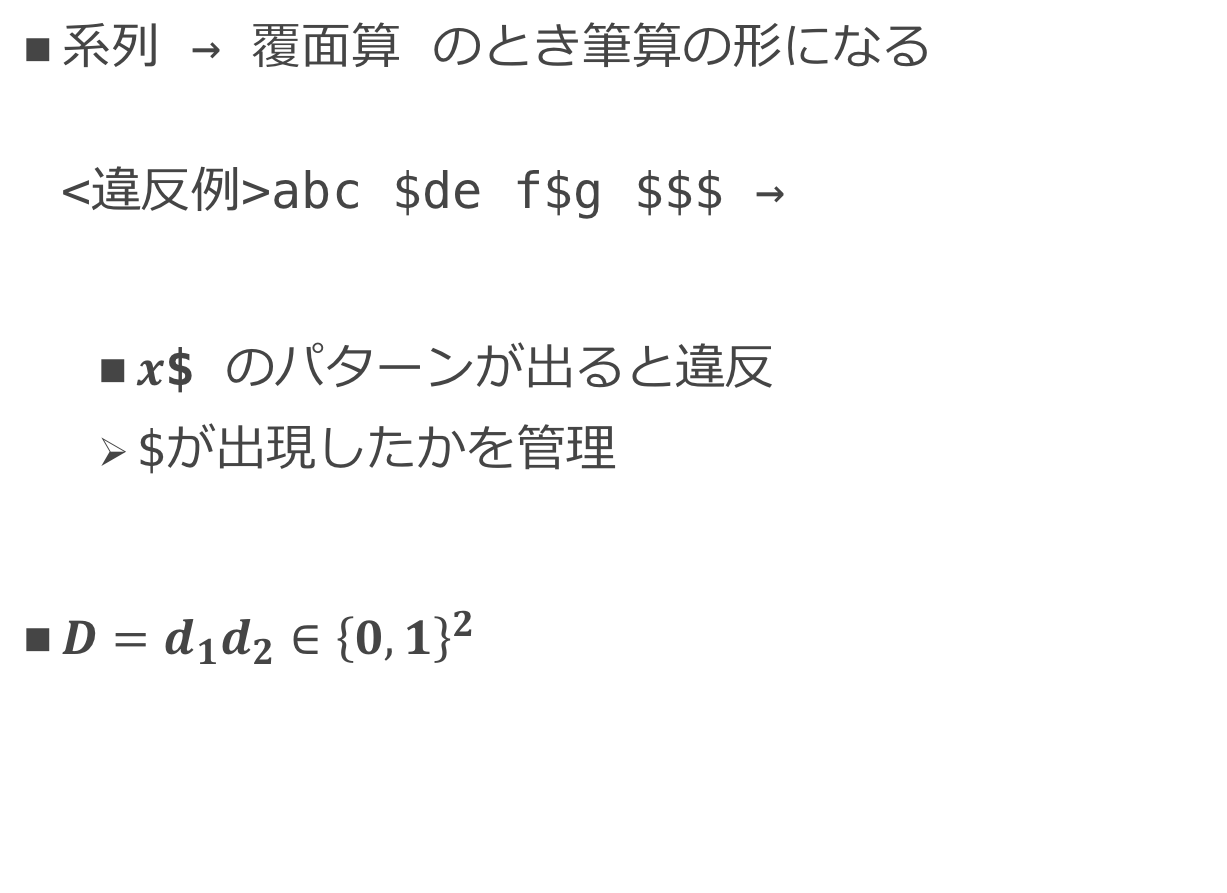 ■ 系列 → 覆面算 のとき筆算の形になる
<違反例>abc $de f$g $$$ →
■ x$ のパターンが出ると違反
➢ $が出現したかを管理
■ D = d₁d₂ ∈ {0, 1}²